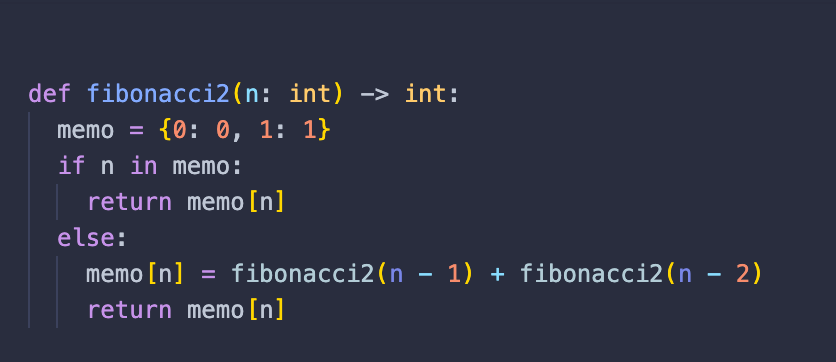 def fibonacci2(n: int) -> int:
  memo = {0: 0, 1: 1}
  if n in memo:
    return memo[n]
  else:
    memo[n] = fibonacci2(n - 1) + fibonacci2(n - 2)
    return memo[n]